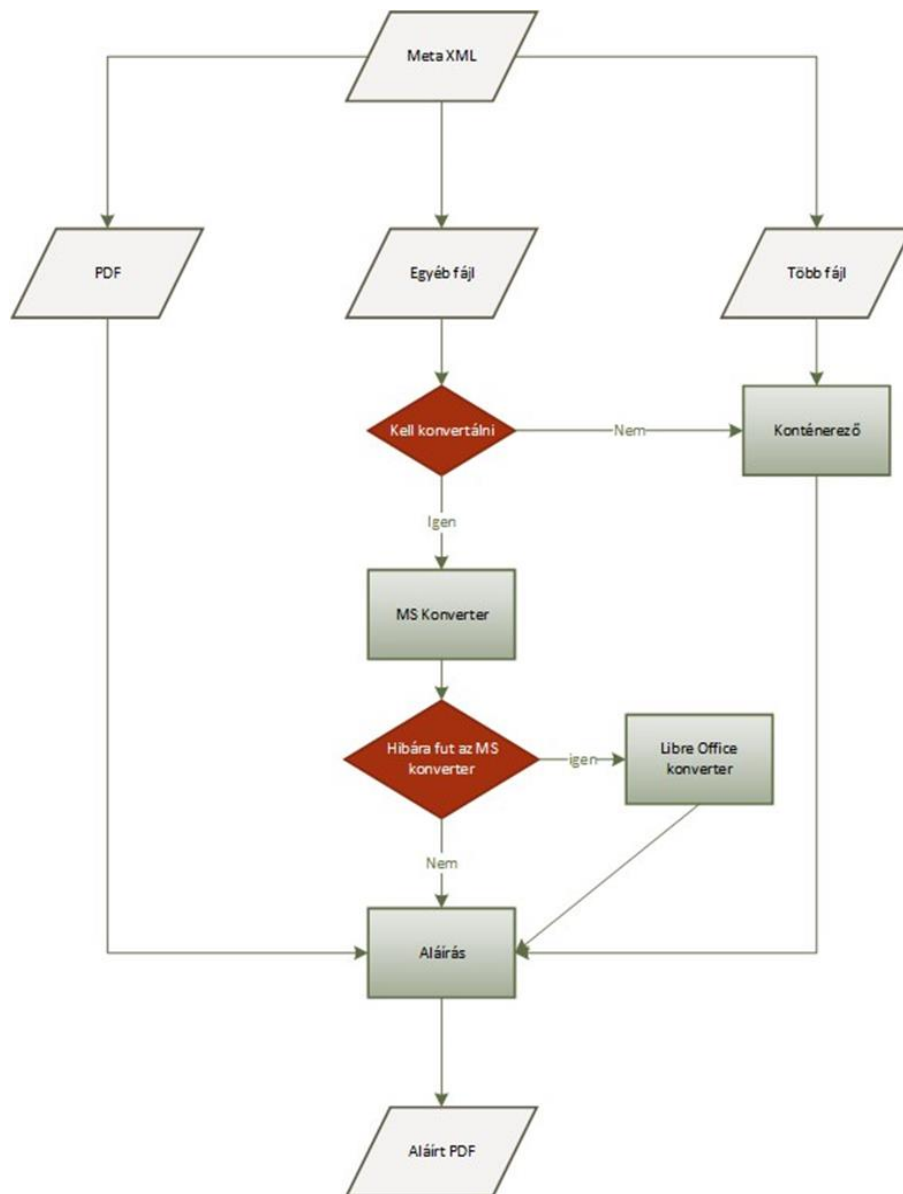 Meta XML
PDF
Egyéb fájl
Több fájl
Kell konvertálni
Nem
Konténerező
Igen
MS Konverter
Hibára fut az MS
konverter
igen
Libre Office
konverter
Nem
Aláírás
Aláírt PDF